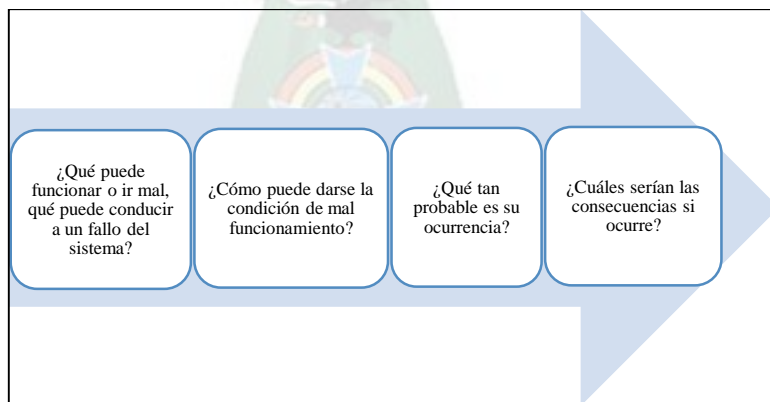 ¿Qué puede
funcionar o ir mal,
qué puede conducir
a un fallo del
sistema?
¿Cómo puede darse la
condición de mal
funcionamiento?
¿Qué tan
probable es su
ocurrencia?
¿Cuáles serían las
consecuencias si
ocurre?